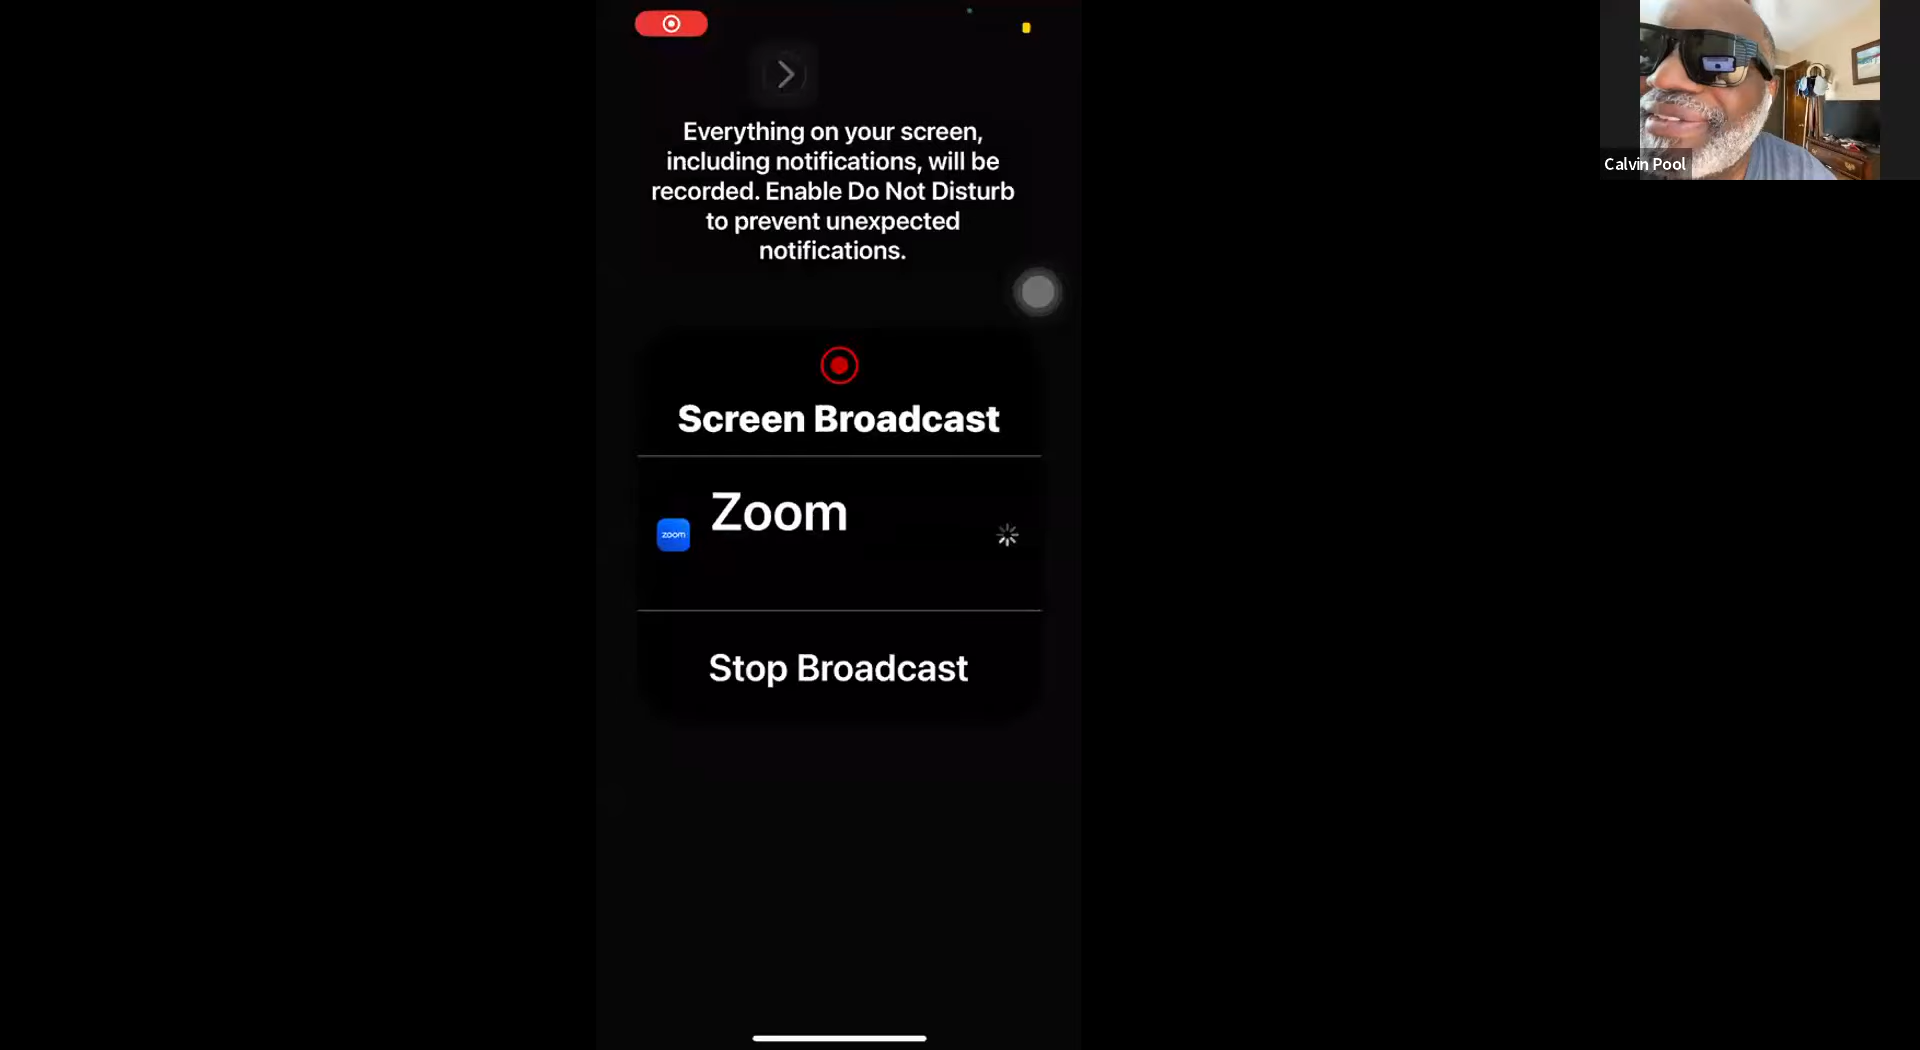 Everything on your screen,
including notifications, will be
recorded. Enable Do Not Disturb
to prevent unexpected
notifications.
Screen Broadcast
zoom
Zoom
Stop Broadcast
Calvin Pool